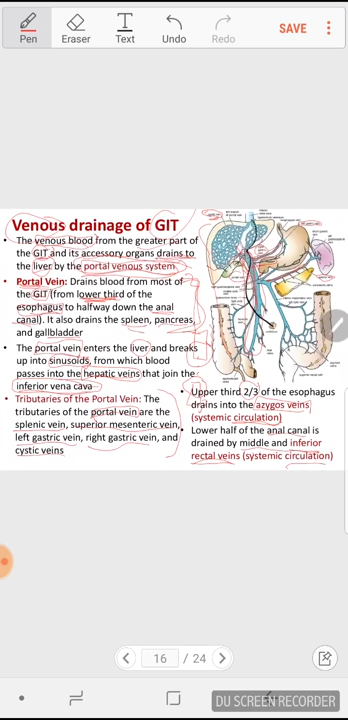 Pen
Eraser
Text
Undo
Redo
SAVE
Venous drainage of GIT
• The venous blood from the greater part of
the GIT and its accessory organs drains to
the liver by the portal venous system
• Portal Vein: Drains blood from most of
the GIT (from lower third of the
esophagus to halfway down the anal
canal). It also drains the spleen, pancreas,
and gallbladder
• The portal vein enters the liver and breaks
up into sinusoids, from which blood
passes into the hepatic veins that join the
inferior vena cava
• Tributaries of the Portal Vein: The
tributaries of the portal vein are the
splenic vein, superior mesenteric vein,
left gastric vein, right gastric vein, and
cystic veins
• Upper third 2/3 of the esophagus
drains into the azygos veins
(systemic circulation)
• Lower half of the anal canal is
drained by middle and inferior
rectal veins (systemic circulation)
16 / 24
DU SCREEN RECORDER